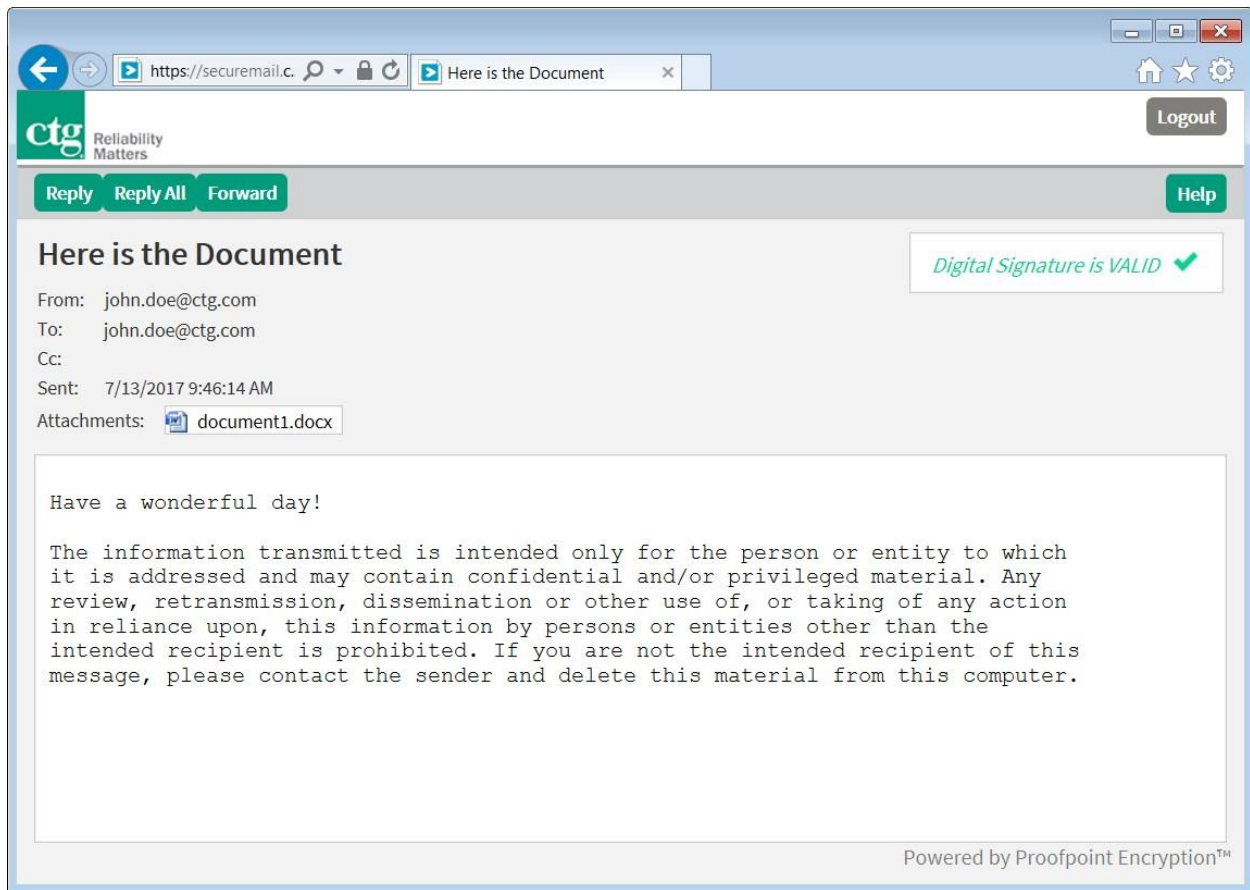 https://securemail.c.
Here is the Document
ctg Reliability
Matters
Logout
Reply Reply All Forward
Help
Here is the Document
Digital Signature is VALID
From: john.doe@ctg.com
To: john.doe@ctg.com
Cc:
Sent: 7/13/2017 9:46:14 AM
Attachments: document1.docx
Have a wonderful day!
The information transmitted is intended only for the person or entity to which
it is addressed and may contain confidential and/or privileged material. Any
review, retransmission, dissemination or other use of, or taking of any action
in reliance upon, this information by persons or entities other than the
intended recipient is prohibited. If you are not the intended recipient of this
message, please contact the sender and delete this material from this computer.
Powered by Proofpoint Encryption™